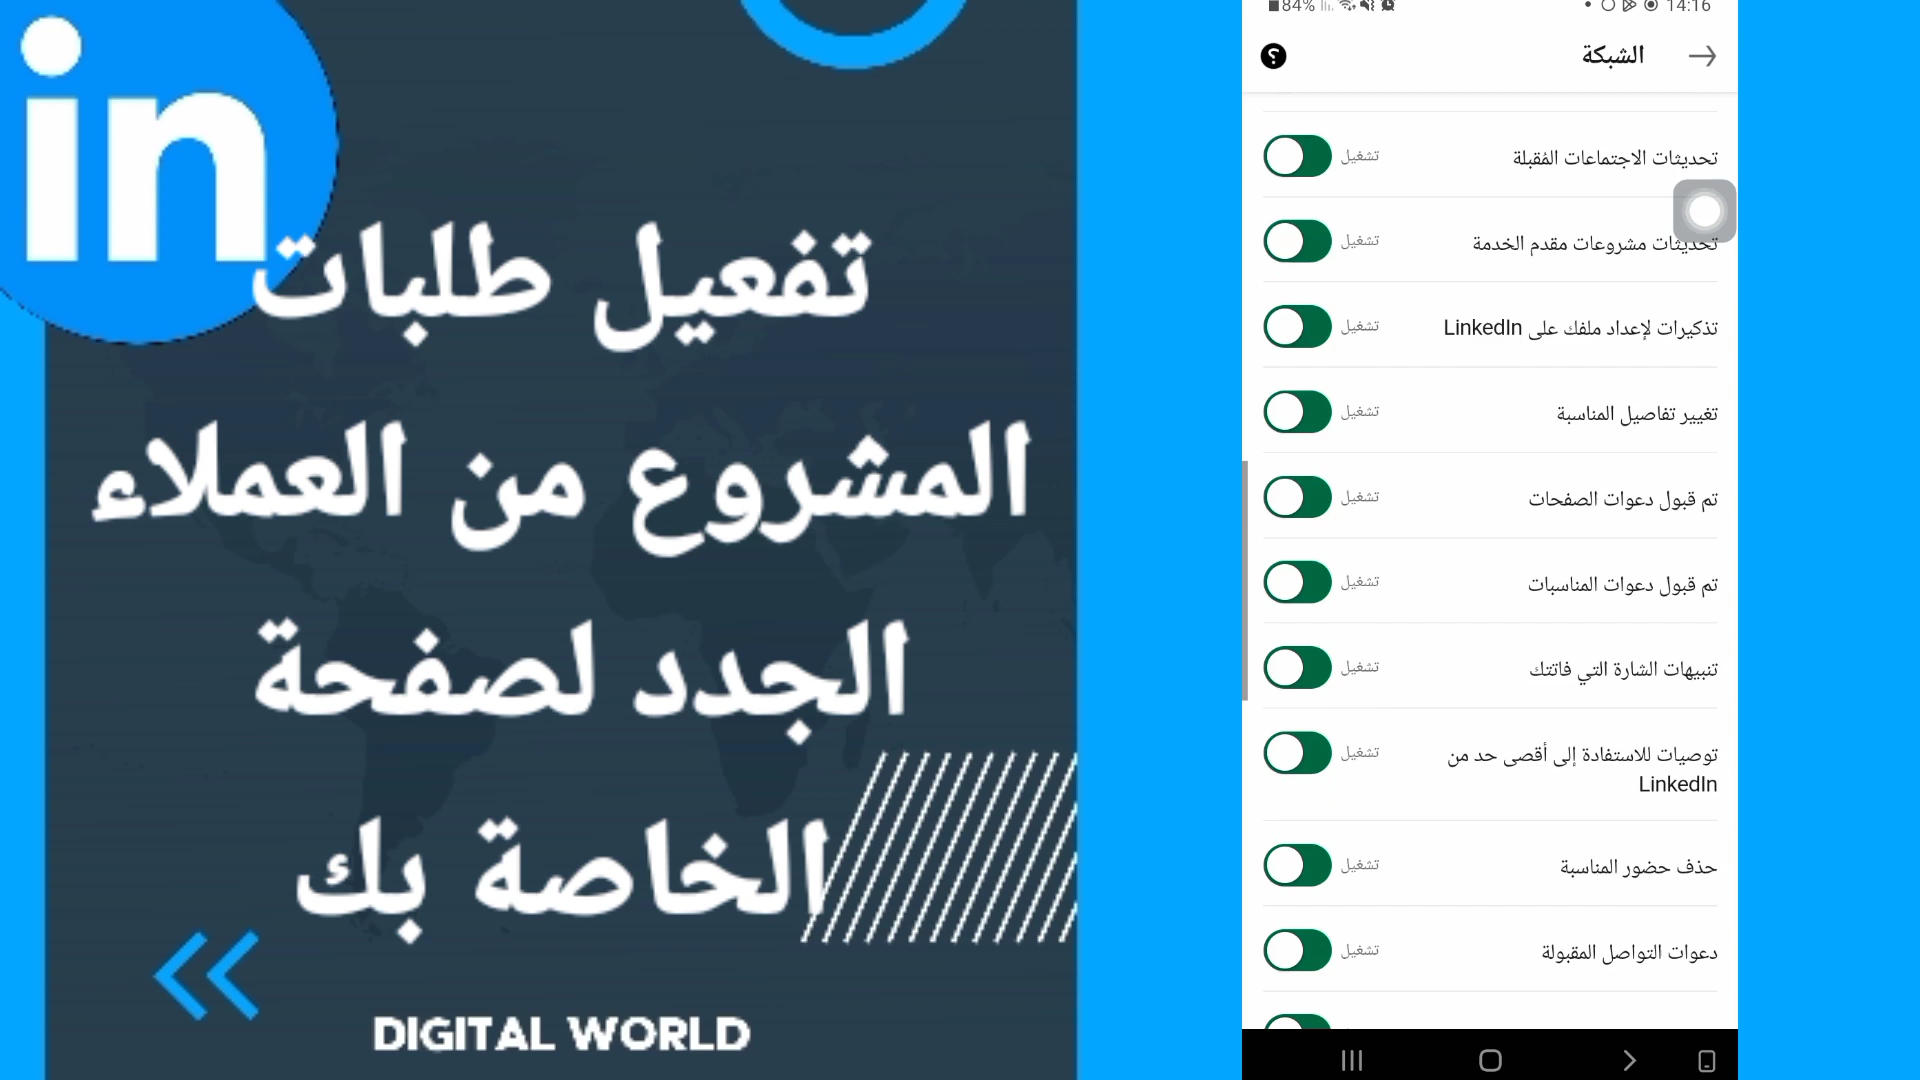 in
تفعيل طلبات
المشروع من العملاء
الجدد لصفحة
الخاصة بك
DIGITAL WORLD
84% 14:16
الشبكة
تحديثات الاجتماعات المُقبلة تشغيل
تحديثات مشروعات مقدم الخدمة تشغيل
تذكيرات لإعداد ملفك على LinkedIn تشغيل
تغيير تفاصيل المناسبة تشغيل
تم قبول دعوات الصفحات تشغيل
تم قبول دعوات المناسبات تشغيل
تنبيهات الشارة التي فاتتك تشغيل
توصيات للاستفادة إلى أقصى حد من تشغيل
LinkedIn
حذف حضور المناسبة تشغيل
دعوات التواصل المقبولة تشغيل